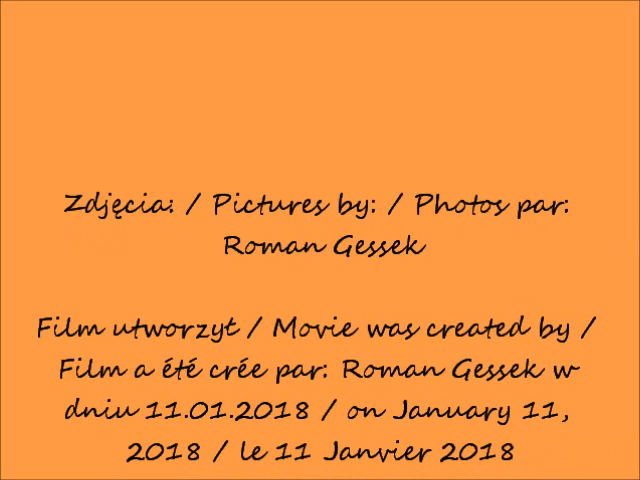 Zdjęcia: / Pictures by: / Photos par:
Roman Gessek
Film utworzył / Movie was created by /
Film a été crée par: Roman Gessek w
dniu 11.01.2018 / on January 11,
2018 / le 11 Janvier 2018